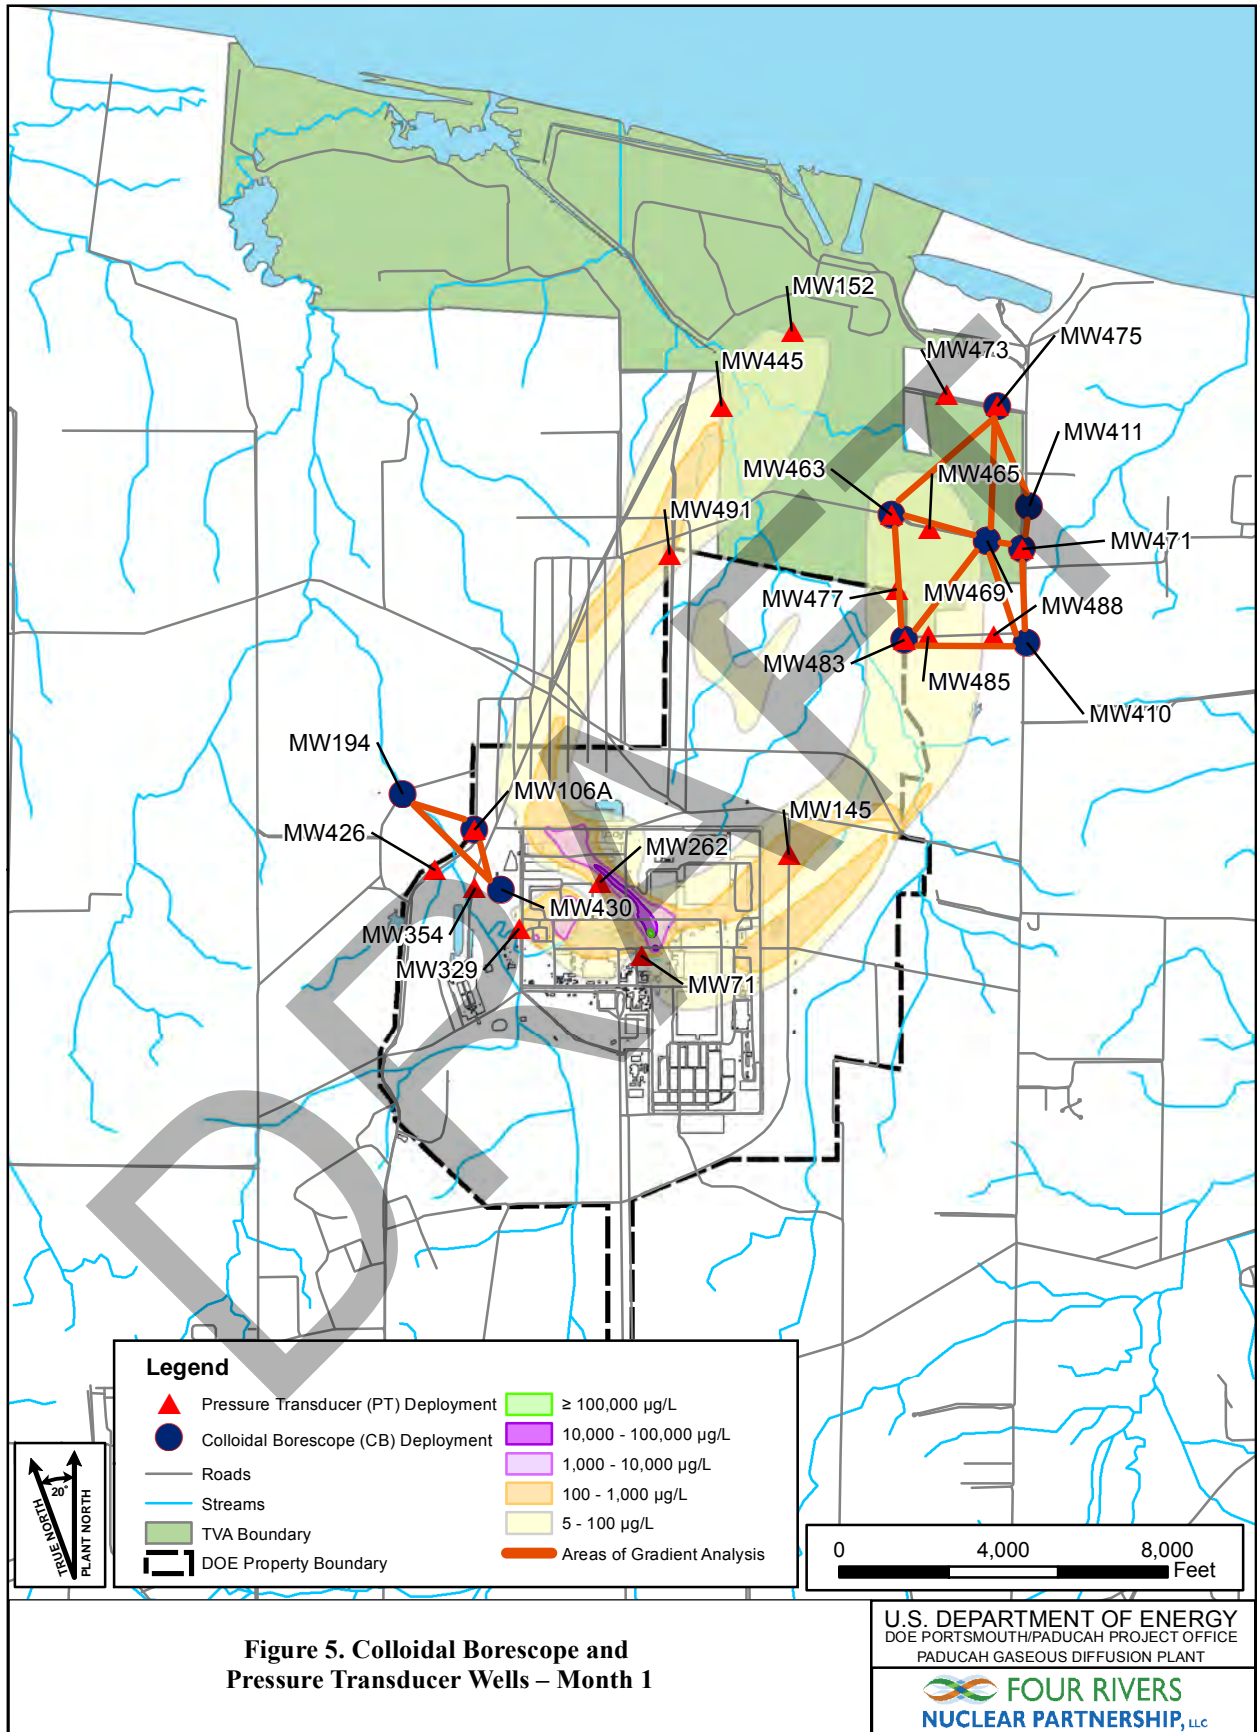 MW152
MW473
MW475
MW445
MW411
MW463
MW465
MW491
MW471
MW477
MW469
MW488
MW483
MW485
MW410
MW194
MW106A
MW145
MW426
MW262
MW430
MW354
MW329
MW71
DRAFT
Legend
Pressure Transducer (PT) Deployment
Colloidal Borescope (CB) Deployment
Roads
Streams
TVA Boundary
DOE Property Boundary
≥ 100,000 µg/L
10,000 - 100,000 µg/L
1,000 - 10,000 µg/L
100 - 1,000 µg/L
5 - 100 µg/L
Areas of Gradient Analysis
20°
TRUE NORTH
PLANT NORTH
0 4,000 8,000
Feet
Figure 5. Colloidal Borescope and
Pressure Transducer Wells – Month 1
U.S. DEPARTMENT OF ENERGY
DOE PORTSMOUTH/PADUCAH PROJECT OFFICE
PADUCAH GASEOUS DIFFUSION PLANT
FOUR RIVERS
NUCLEAR PARTNERSHIP, LLC